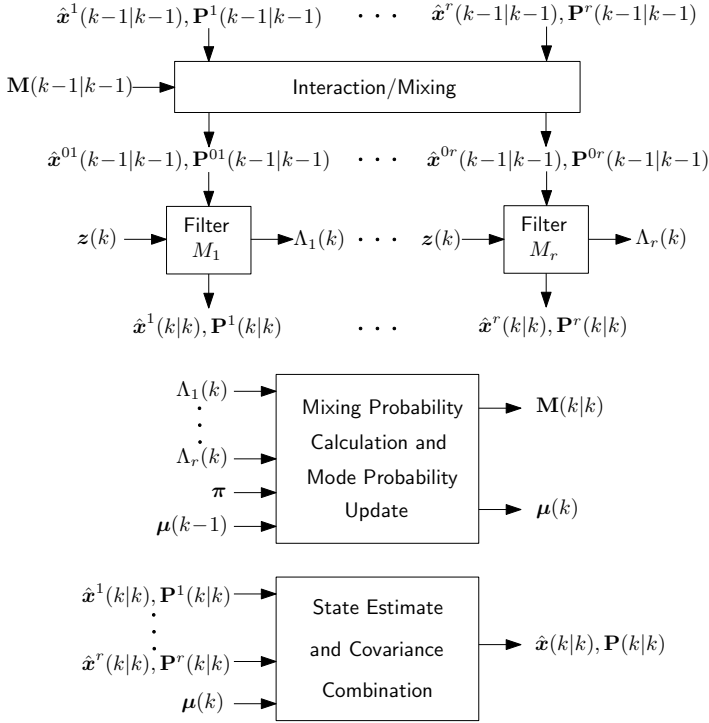 x̂¹(k−1|k−1), P¹(k−1|k−1) · · · x̂ʳ(k−1|k−1), Pʳ(k−1|k−1)
M(k−1|k−1)
Interaction/Mixing
x̂⁰¹(k−1|k−1), P⁰¹(k−1|k−1) · · · x̂⁰ʳ(k−1|k−1), P⁰ʳ(k−1|k−1)
z(k)
Filter
M₁
Λ₁(k) · · · z(k)
Filter
Mᵣ
Λᵣ(k)
x̂¹(k|k), P¹(k|k) · · · x̂ʳ(k|k), Pʳ(k|k)
Λ₁(k)
Λᵣ(k)
π
μ(k−1)
Mixing Probability
Calculation and
Mode Probability
Update
M(k|k)
μ(k)
x̂¹(k|k), P¹(k|k)
x̂ʳ(k|k), Pʳ(k|k)
μ(k)
State Estimate
and Covariance
Combination
x̂(k|k), P(k|k)